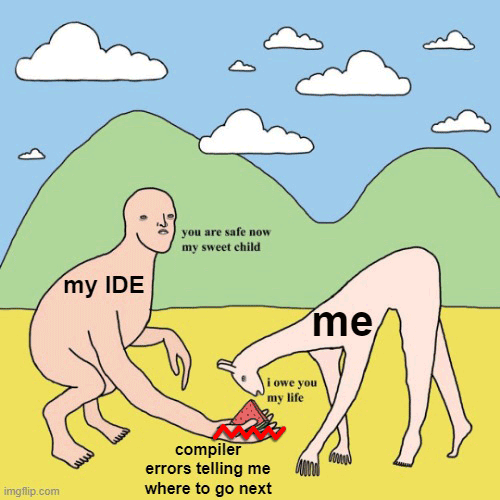 you are safe now
my sweet child
my IDE
me
i owe you
my life
compiler
errors telling me
where to go next
imgflip.com